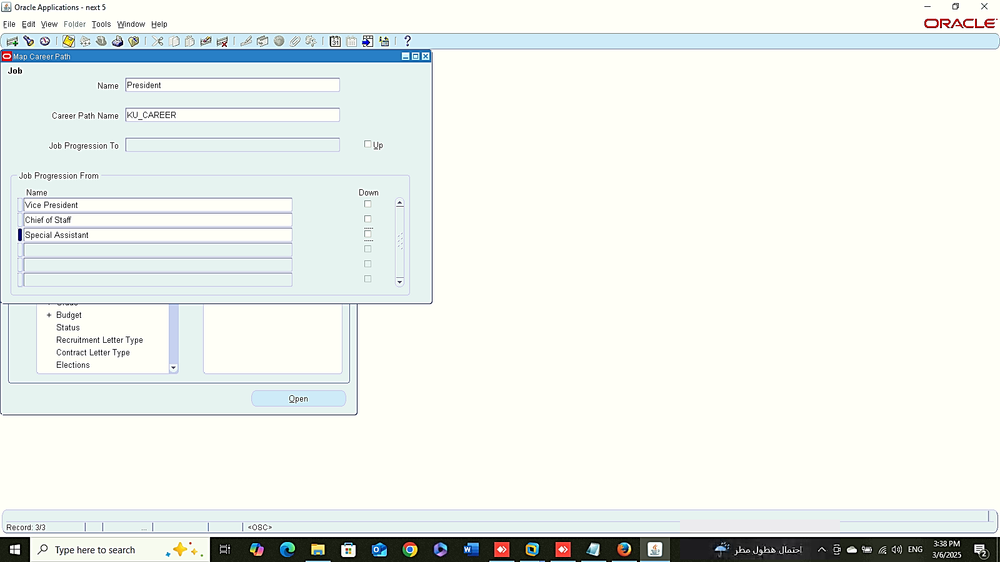 Oracle Applications - next 5
File Edit View Folder Tools Window Help
ORACLE
31 ?
Map Career Path
Job
Name President
Career Path Name KU_CAREER
Job Progression To Up
Job Progression From
Name Down
Vice President
Chief of Staff
Special Assistant
+ Budget
Status
Recruitment Letter Type
Contract Letter Type
Elections
Open
Record: 3/3 ... <OSC>
Type here to search
احتمال هطول مطر
ENG
3:38 PM
3/6/2025
2